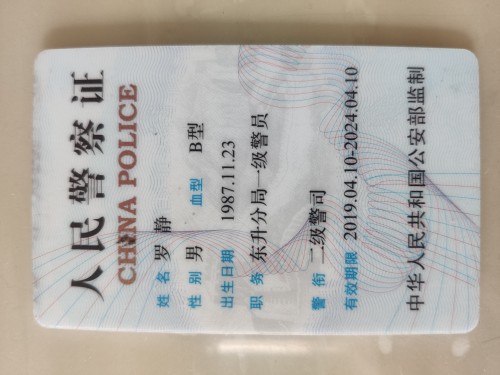 人民警察证
CHINA POLICE
姓名 罗 静
性别 男 血型 B型
出生日期 1987.11.23
职务 东升分局一级警员
警衔 二级警司
有效期限 2019.04.10-2024.04.10
中华人民共和国公安部监制